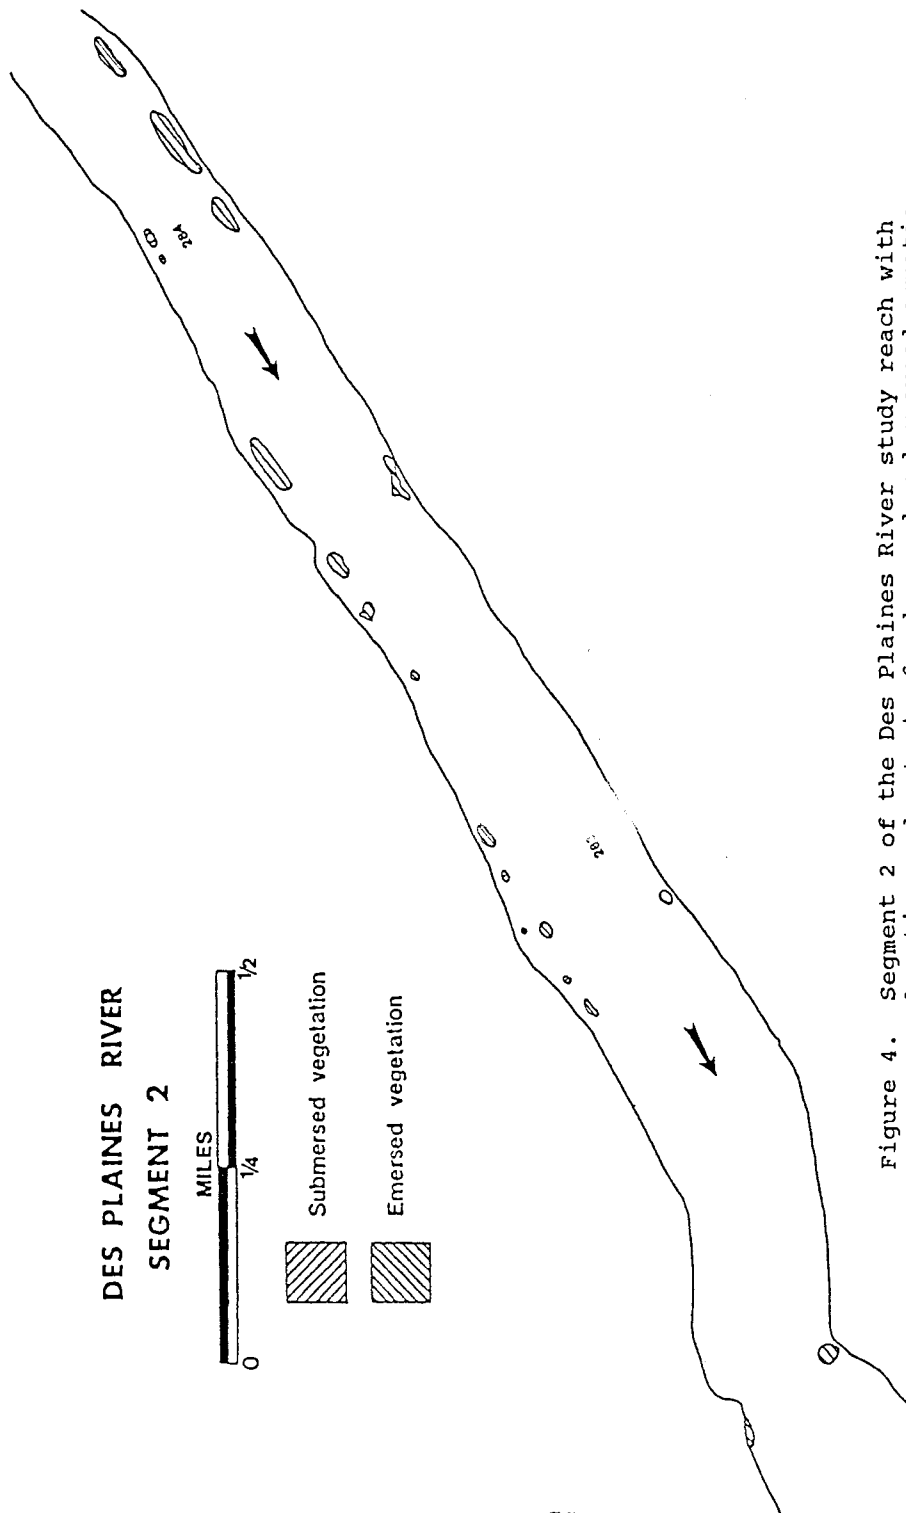 DES PLAINES RIVER
SEGMENT 2
MILES
0 1/4 1/2
Submersed vegetation
Emersed vegetation
284
Figure 4. Segment 2 of the Des Plaines River study reach with